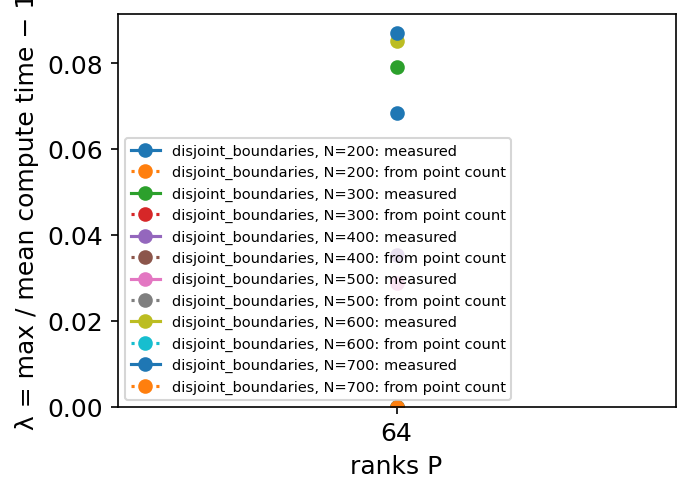 λ = max / mean compute time − 1
0.08
0.06
0.04
0.02
0.00
disjoint_boundaries, N=200: measured
disjoint_boundaries, N=200: from point count
disjoint_boundaries, N=300: measured
disjoint_boundaries, N=300: from point count
disjoint_boundaries, N=400: measured
disjoint_boundaries, N=400: from point count
disjoint_boundaries, N=500: measured
disjoint_boundaries, N=500: from point count
disjoint_boundaries, N=600: measured
disjoint_boundaries, N=600: from point count
disjoint_boundaries, N=700: measured
disjoint_boundaries, N=700: from point count
64
ranks P